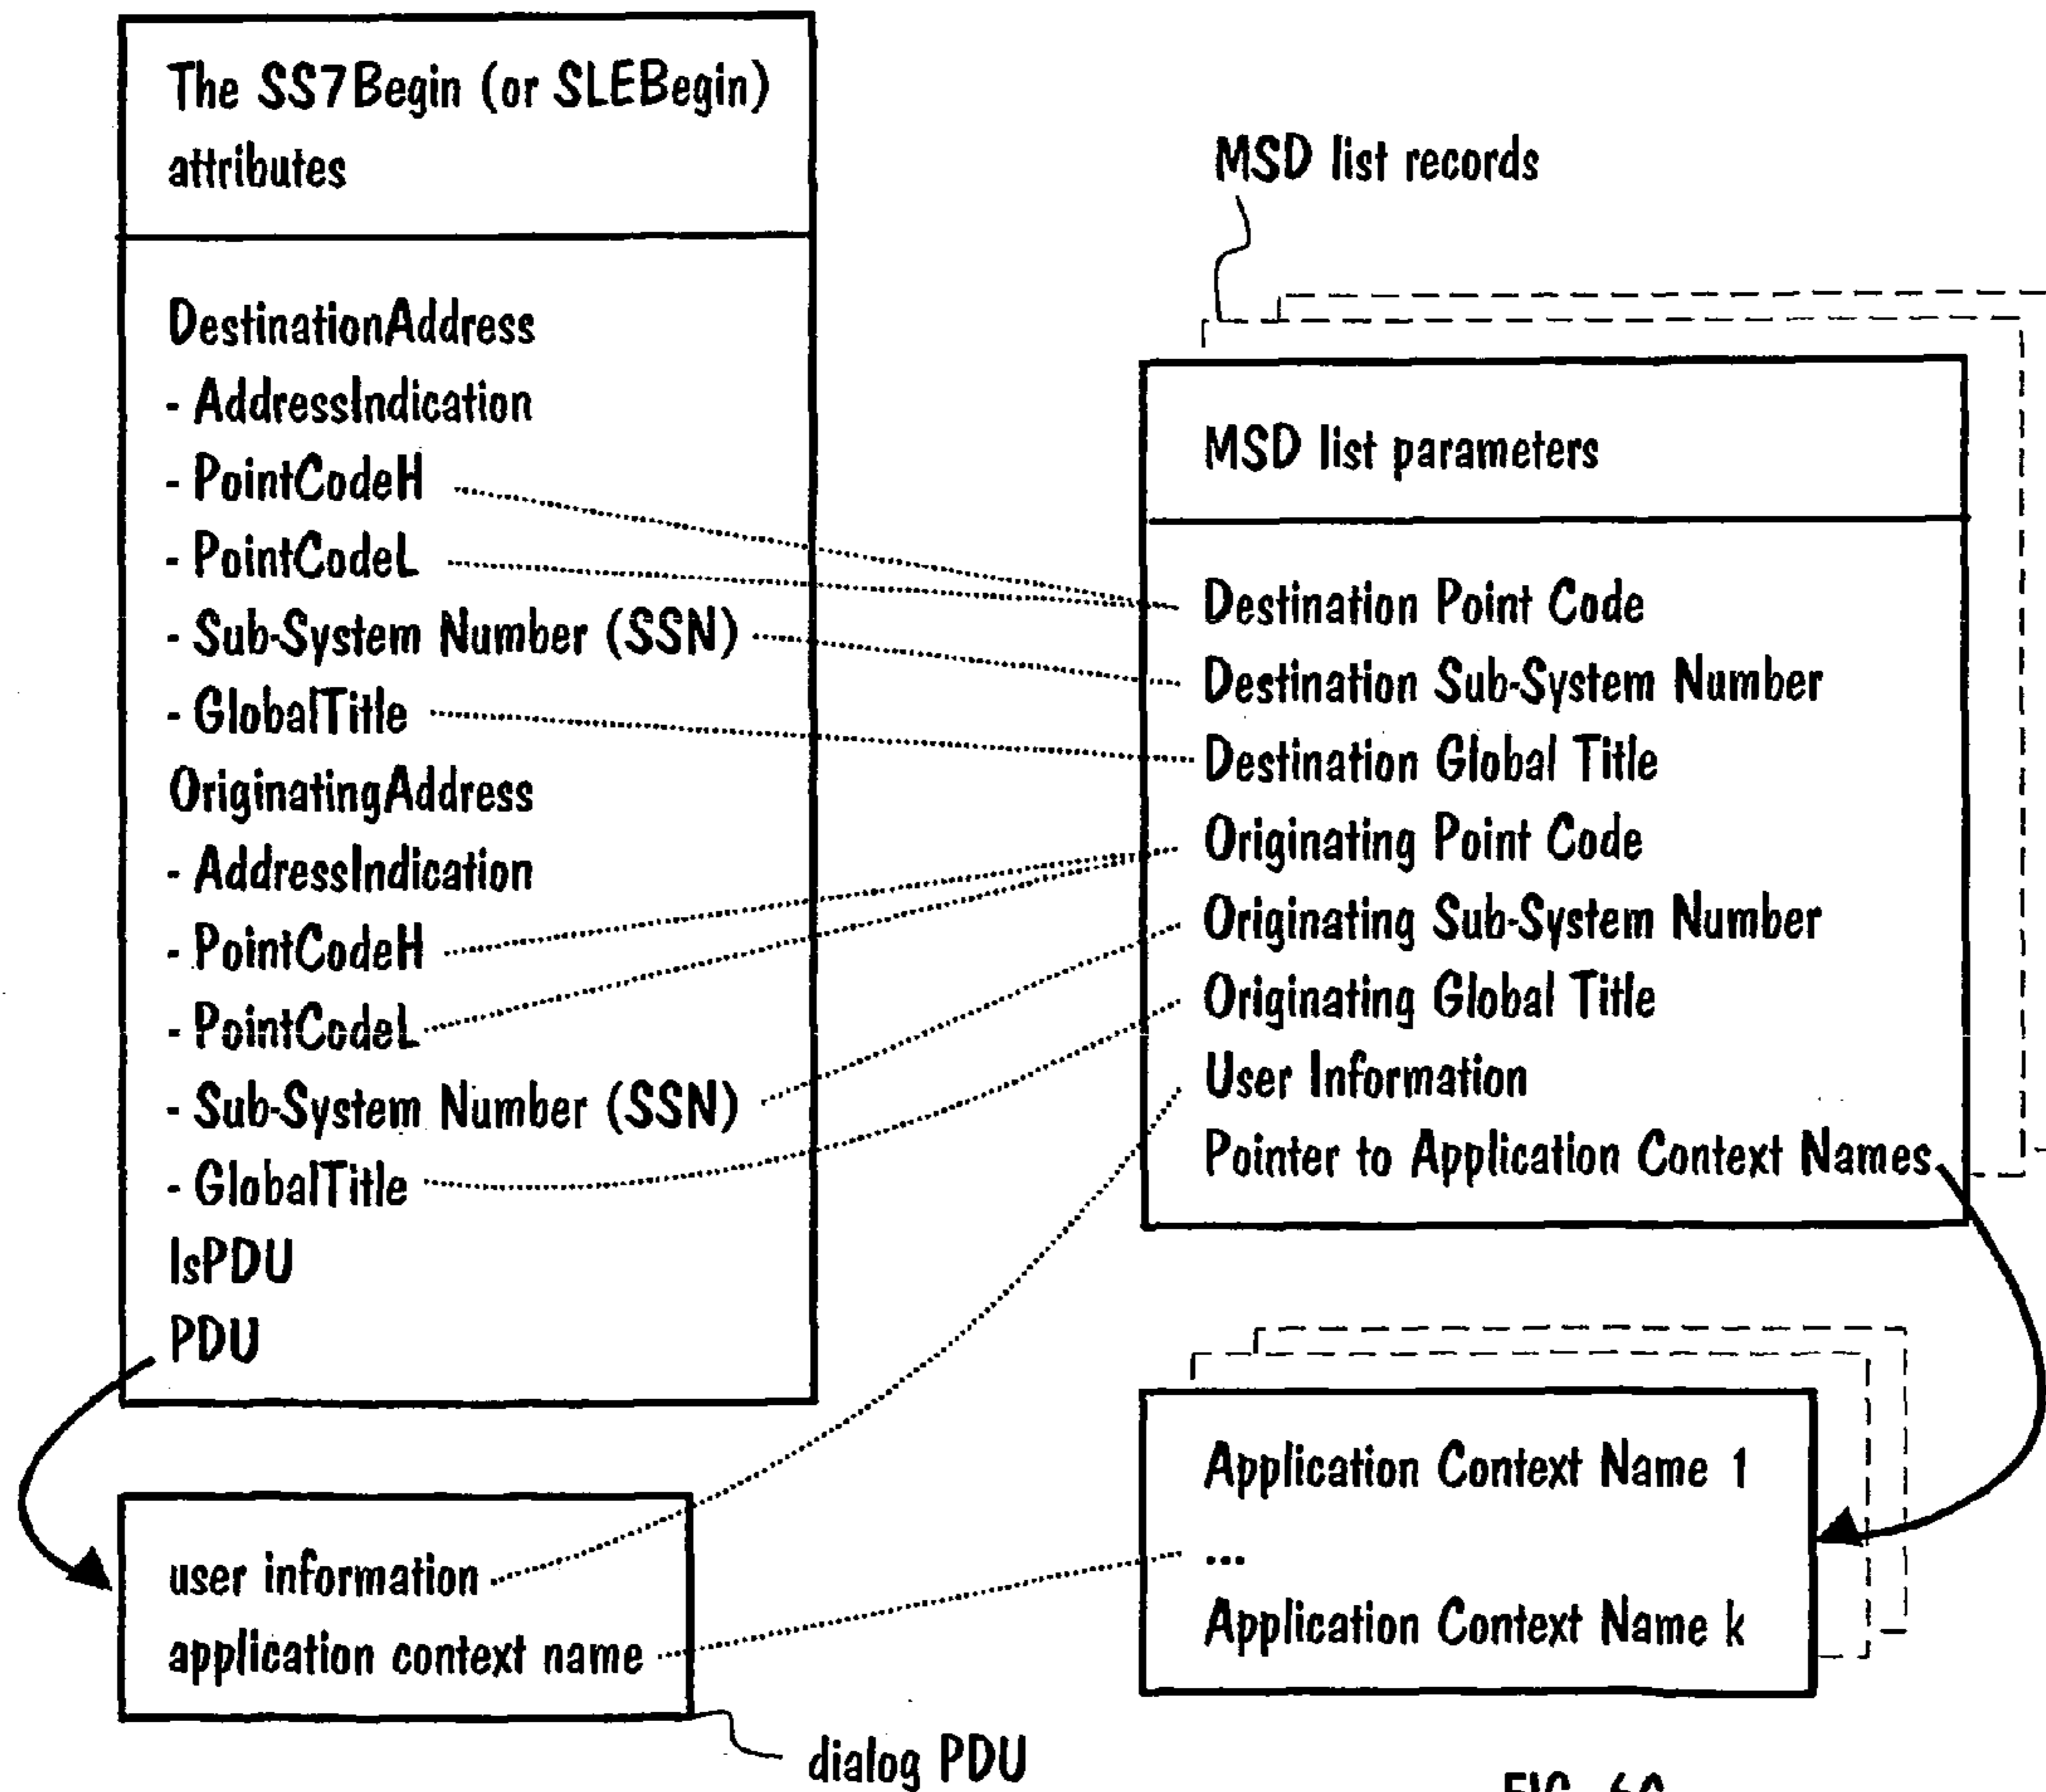 The SS7Begin (or SLEBegin)
attributes
DestinationAddress
- AddressIndication
- PointCodeH
- PointCodeL
- Sub-System Number (SSN)
- GlobalTitle
OriginatingAddress
- AddressIndication
- PointCodeH
- PointCodeL
- Sub-System Number (SSN)
- GlobalTitle
IsPDU
PDU
user information
application context name
dialog PDU
MSD list records
MSD list parameters
Destination Point Code
Destination Sub-System Number
Destination Global Title
Originating Point Code
Originating Sub-System Number
Originating Global Title
User Information
Pointer to Application Context Names
Application Context Name 1
...
Application Context Name k